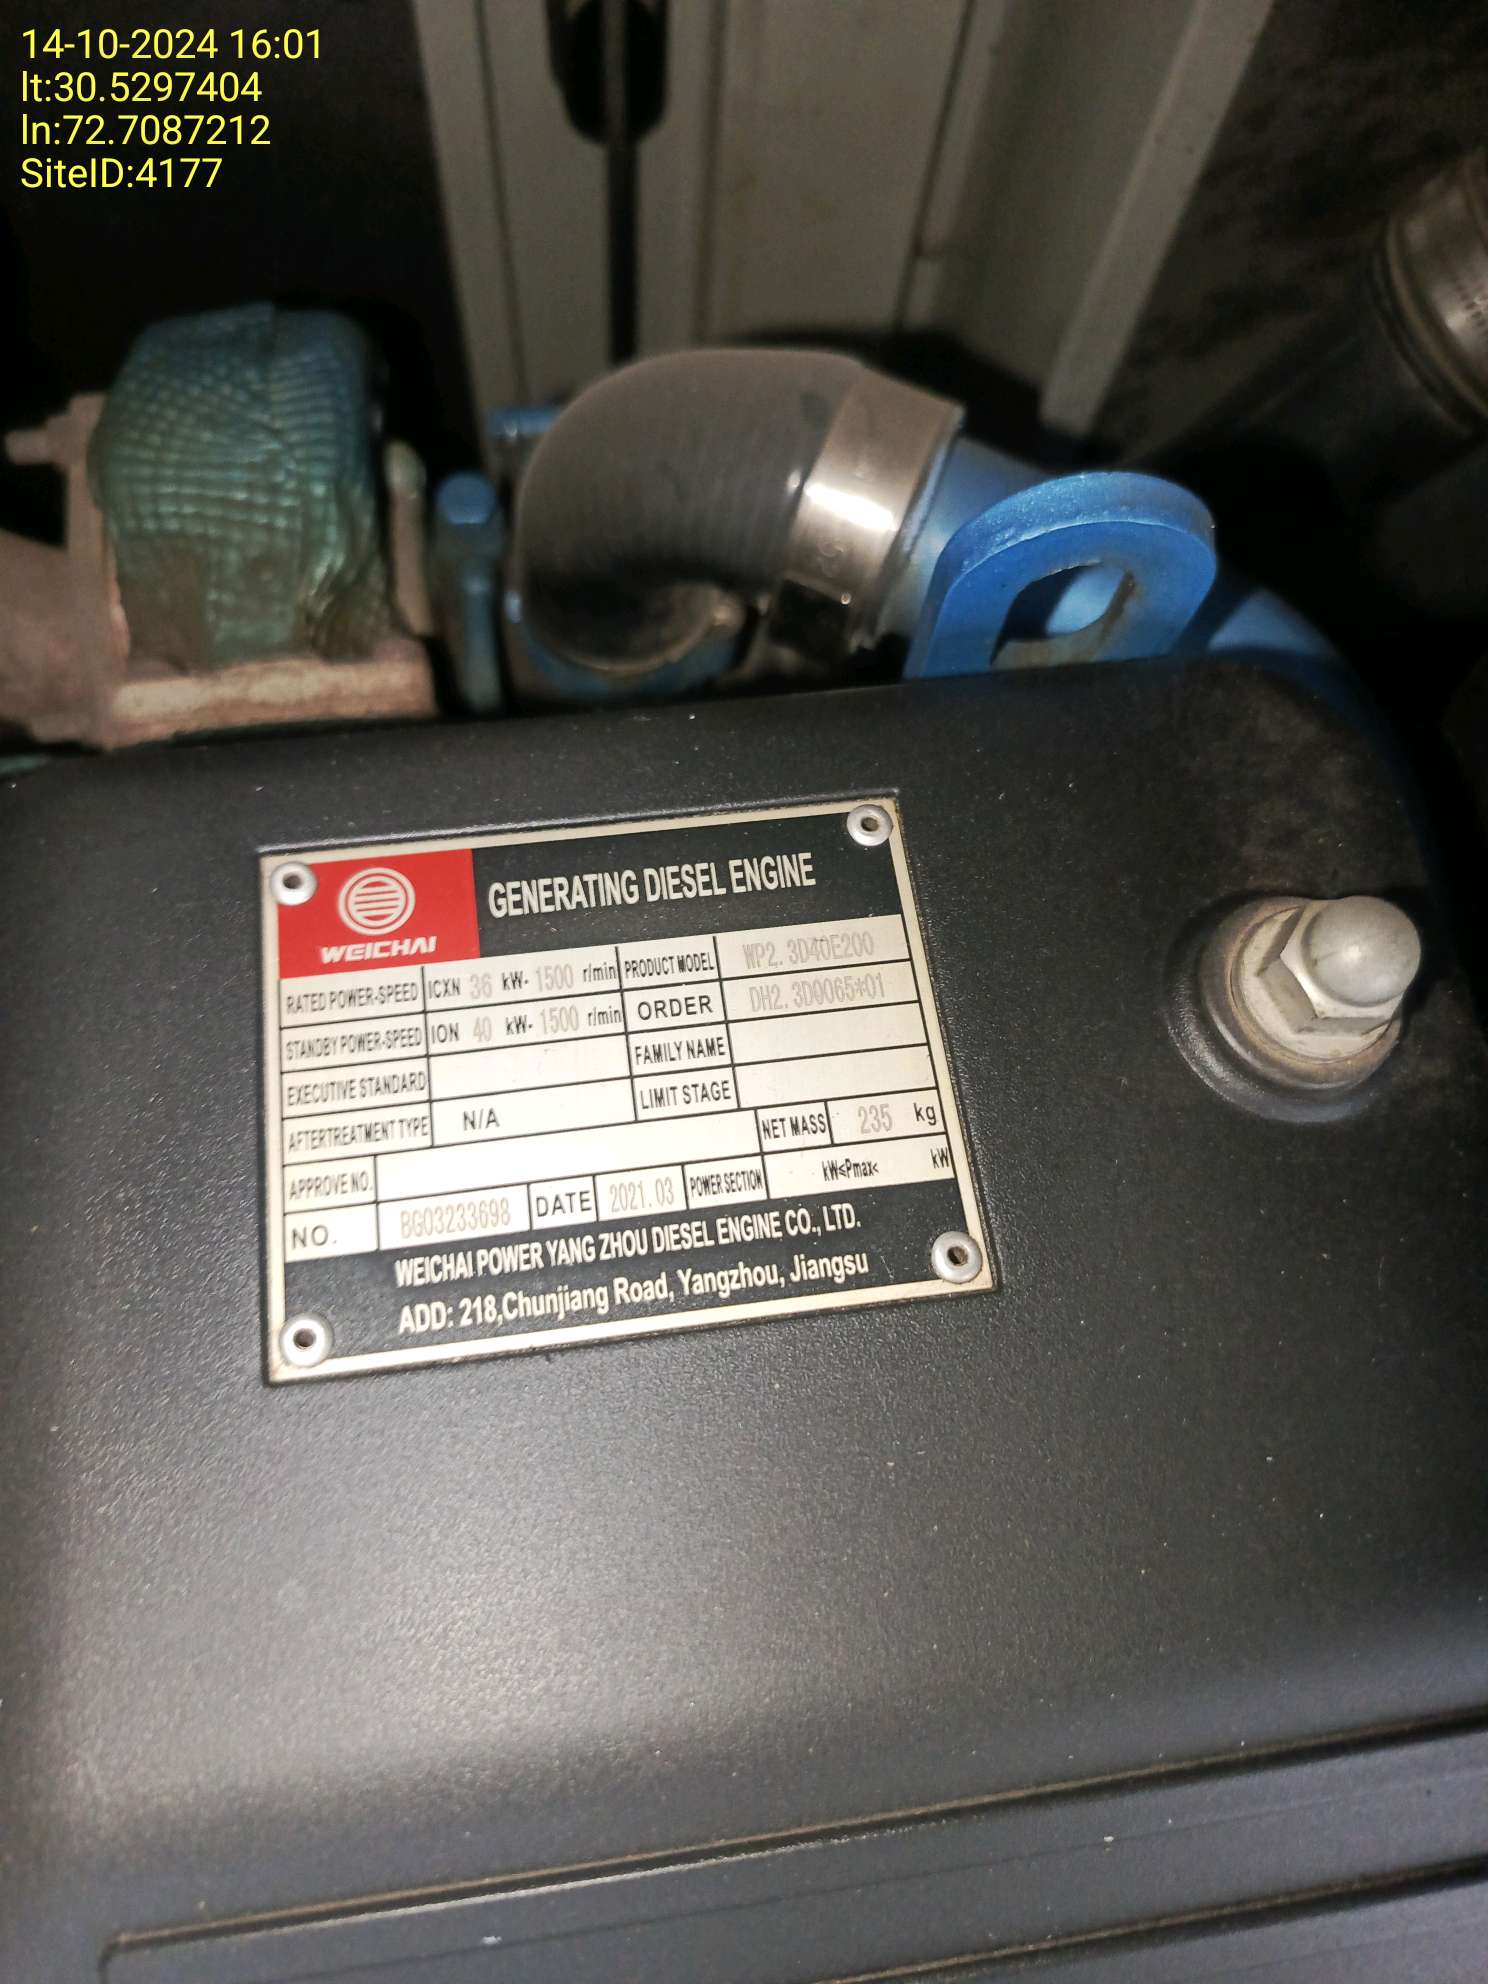 14-10-2024 16:01
lt:30.5297404
ln:72.7087212
SiteID:4177
WEICHAI
GENERATING DIESEL ENGINE
RATED POWER-SPEED ICXN 36 kW- 1500 r/min PRODUCT MODEL WP2.3D40E200
STANDBY POWER-SPEED ION 40 kW- 1500 r/min ORDER DH2.3D0065*01
EXECUTIVE STANDARD FAMILY NAME
AFTERTREATMENT TYPE N/A LIMIT STAGE
APPROVE NO. NET MASS 235 kg
NO. BG03233698 DATE 2021.03 POWER SECTION kW<Pmax< kW
WEICHAI POWER YANG ZHOU DIESEL ENGINE CO., LTD.
ADD: 218,Chunjiang Road, Yangzhou, Jiangsu